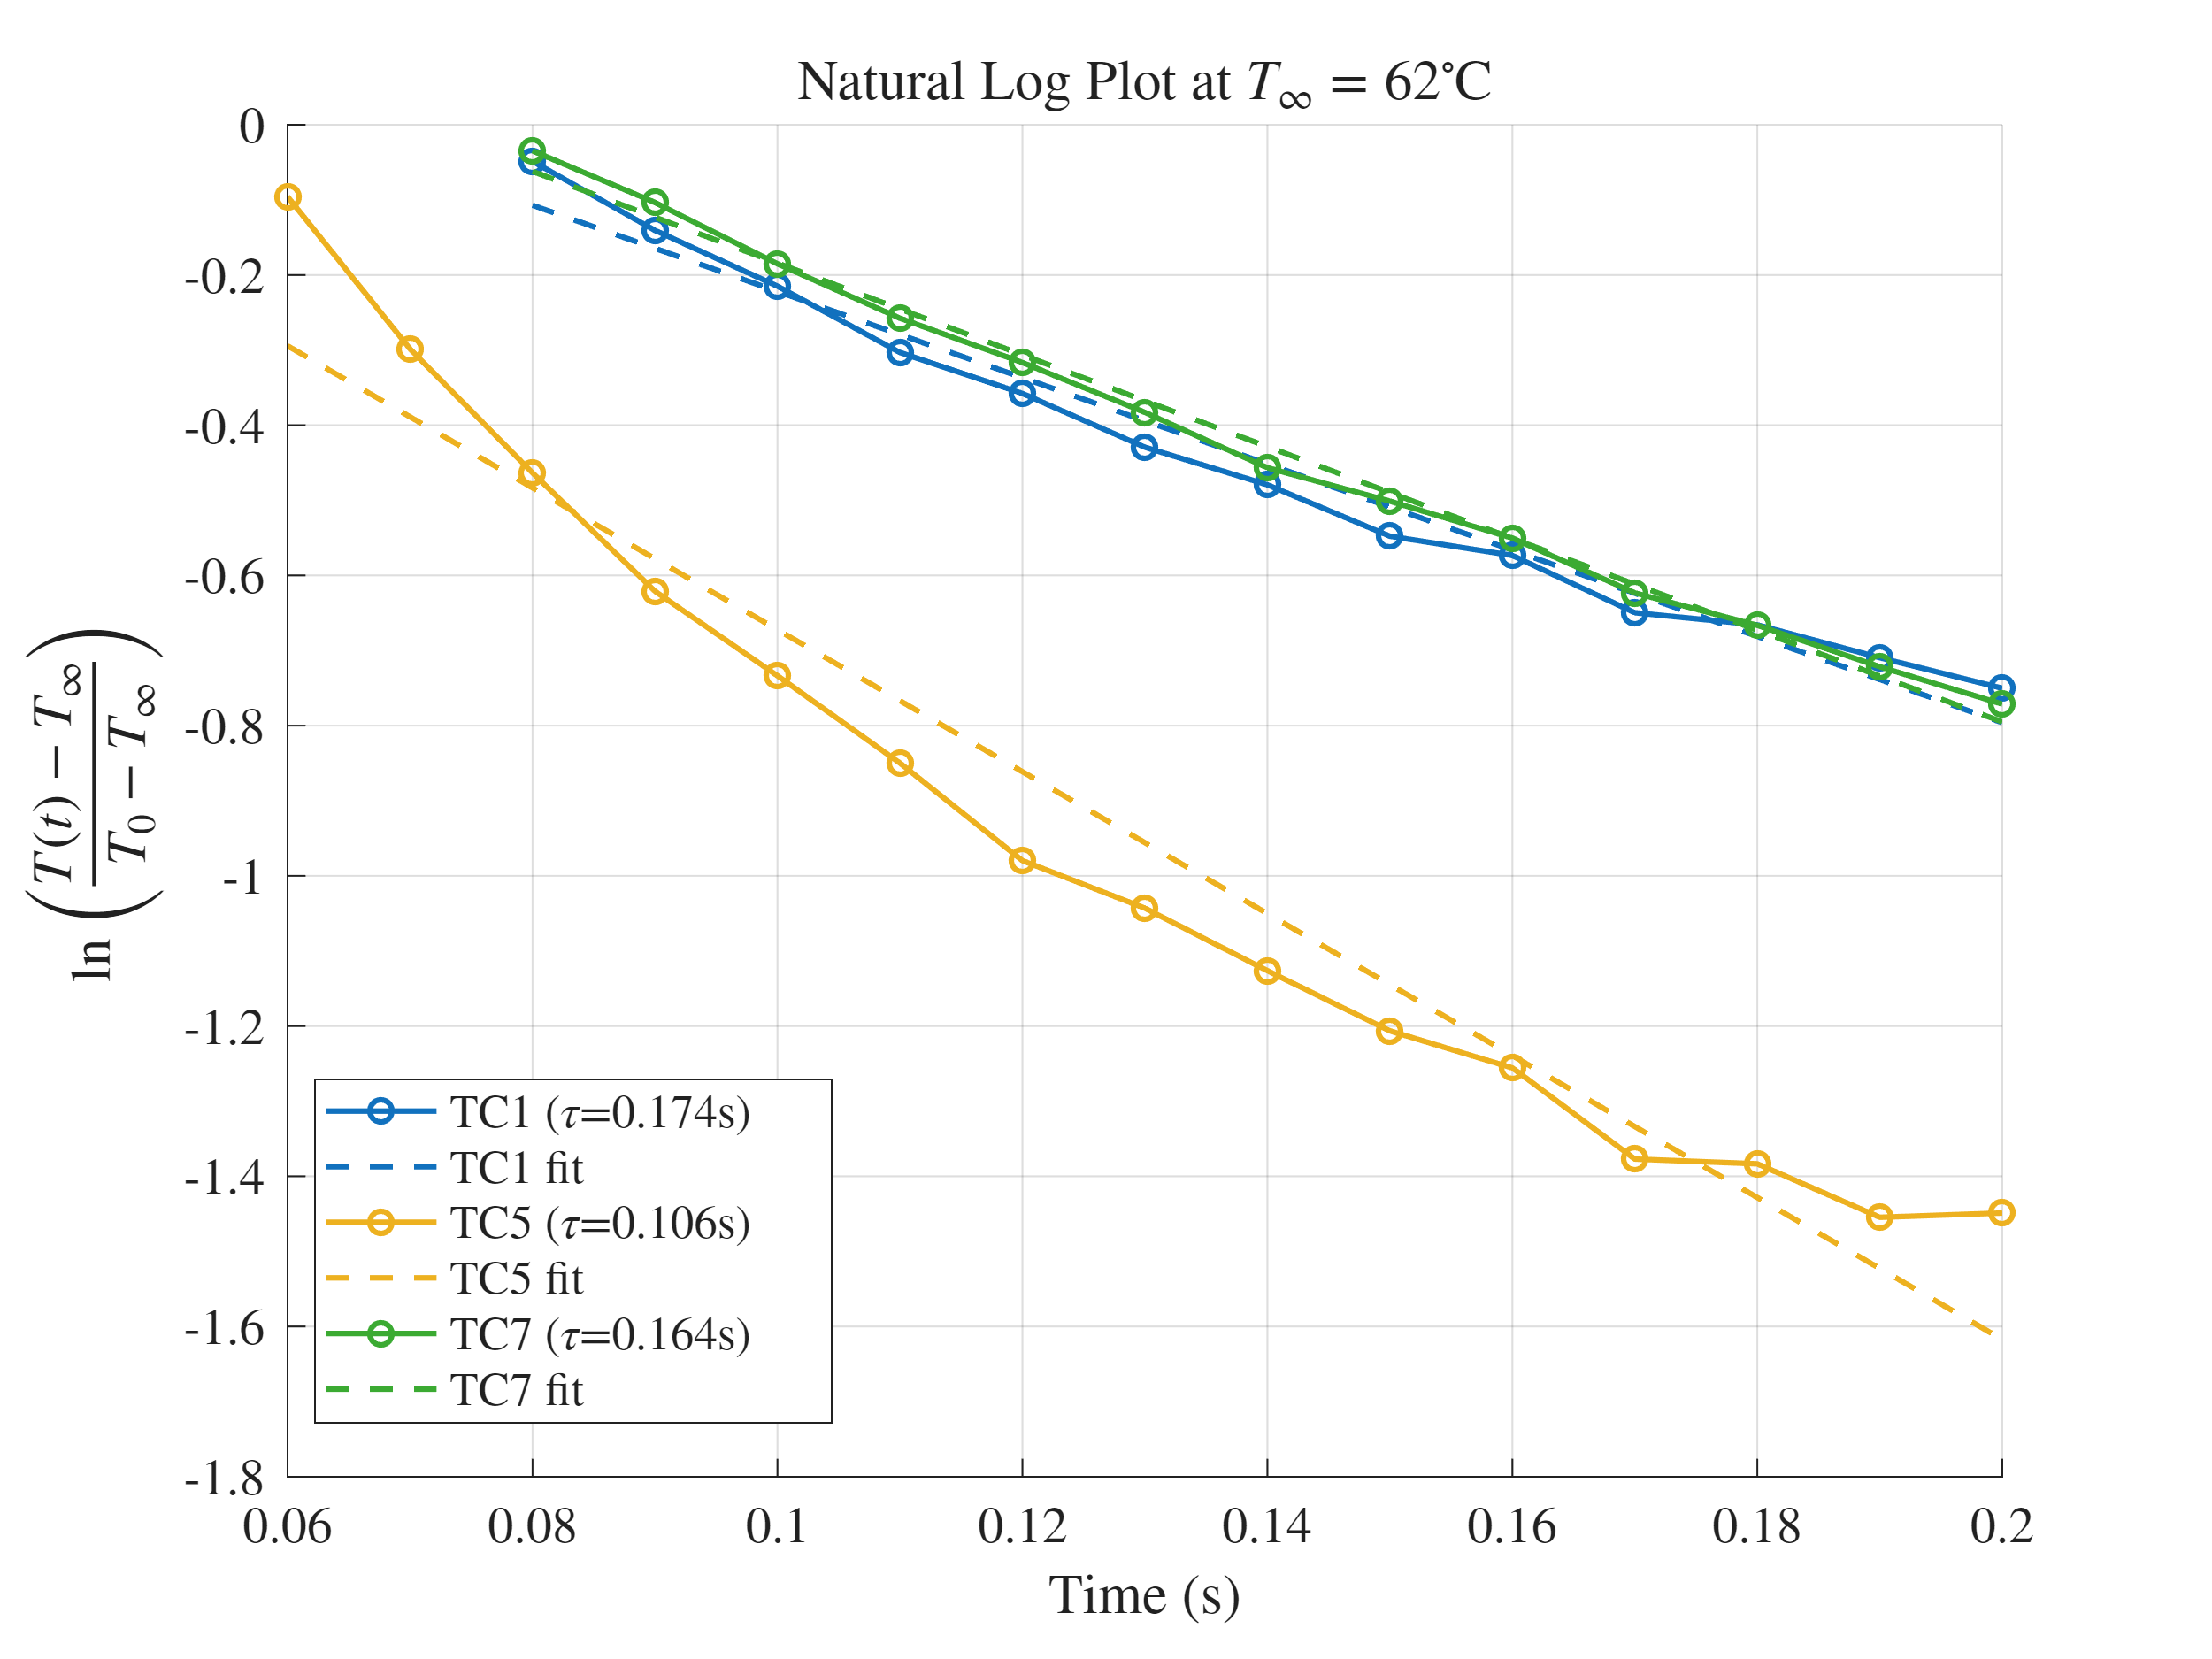 Natural Log Plot at T∞ = 62°C
ln (T(t) − T∞ / T0 − T∞)
0
-0.2
-0.4
-0.6
-0.8
-1
-1.2
-1.4
-1.6
-1.8
TC1 (τ=0.174s)
TC1 fit
TC5 (τ=0.106s)
TC5 fit
TC7 (τ=0.164s)
TC7 fit
0.06 0.08 0.1 0.12 0.14 0.16 0.18 0.2
Time (s)